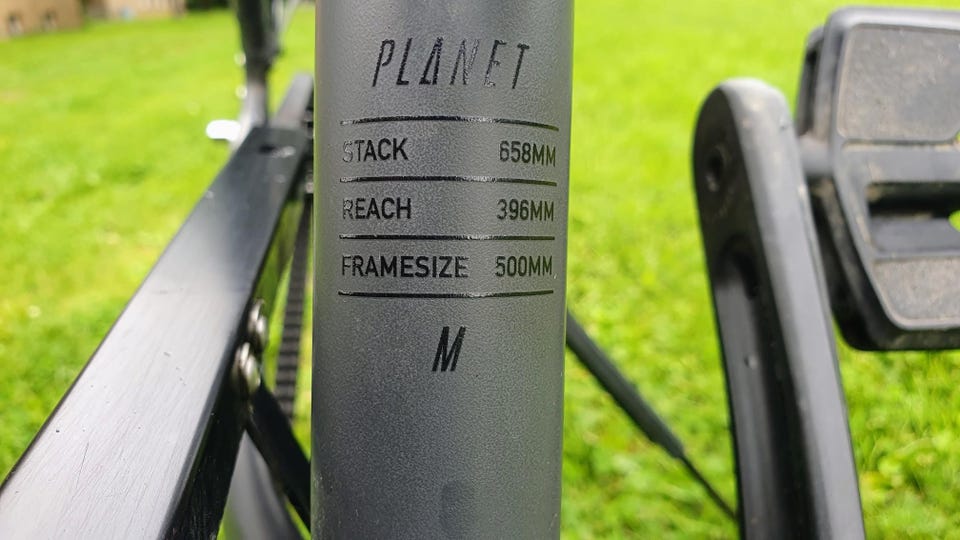 PLANET
STACK 658MM
REACH 396MM
FRAMESIZE 500MM
M